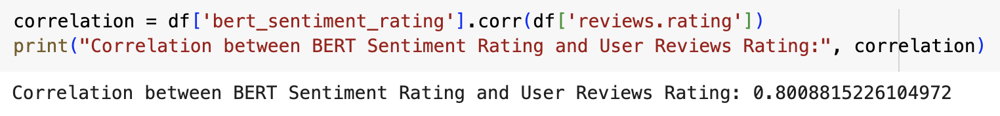 correlation = df['bert_sentiment_rating'].corr(df['reviews.rating'])
print("Correlation between BERT Sentiment Rating and User Reviews Rating:", correlation)
Correlation between BERT Sentiment Rating and User Reviews Rating: 0.8008815226104972